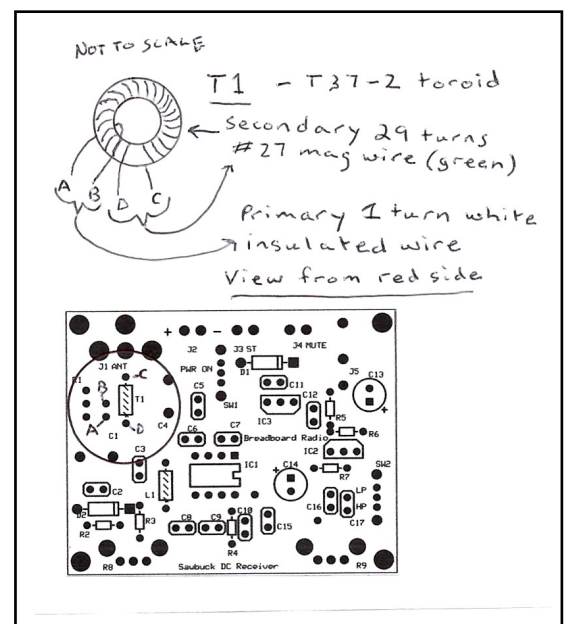 NOT TO SCALE
T1 - T37-2 toroid
Secondary 29 turns
#27 mag wire (green)
A B D C
Primary 1 turn white
insulated wire
View from red side
+ -
J1 ANT J2 J3 ST J4 MUTE
PWR ON D1 J5 C13
R1 B C T1 C5 C11 C12
SW1 IC3 R5 +
A D C4 C6 C7 Breadboard Radio R6
C1 IC2
C3 IC1 C14 SW2
+ R7
C2 L1 LP
D2 C16 HP
R3 C15 C17
R2 C8 C9 C10
R4
R8 Sawbuck DC Receiver R9